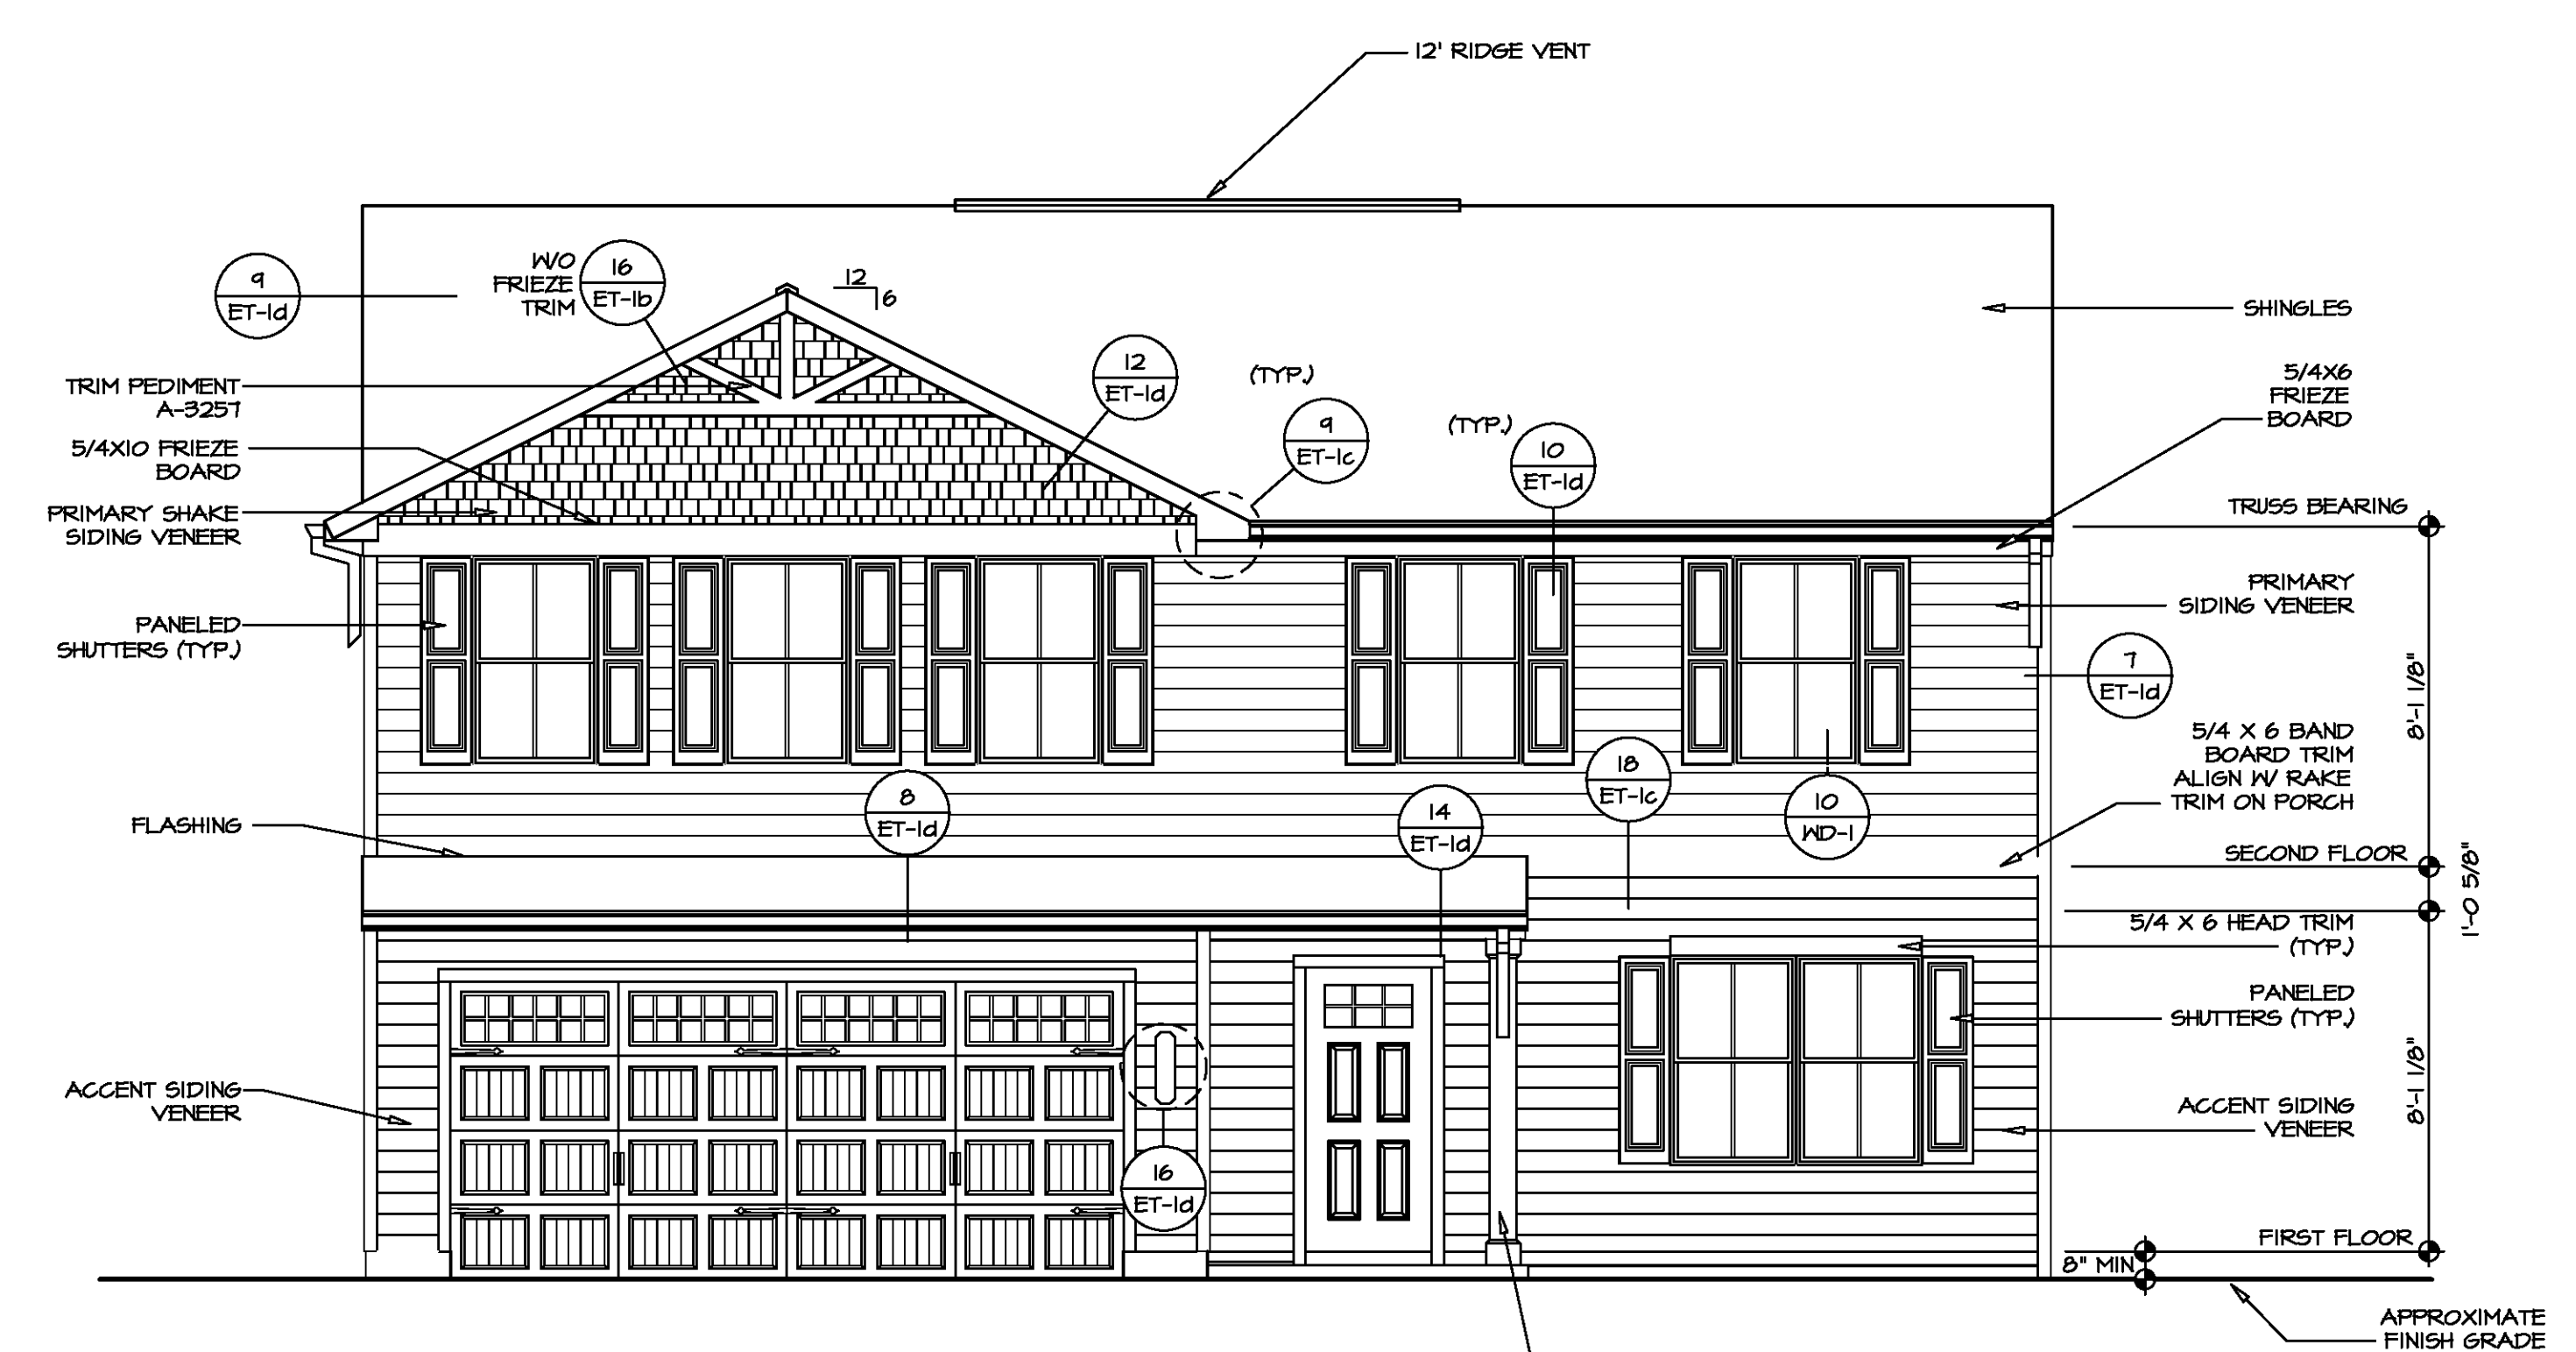 12' RIDGE VENT
9
ET-1d
W/O
FRIEZE
TRIM
16
ET-1b
12
6
SHINGLES
TRIM PEDIMENT
A-3257
12
ET-1d
(TYP.)
9
ET-1c
(TYP.)
10
ET-1d
5/4X6
FRIEZE
BOARD
5/4X10 FRIEZE
BOARD
PRIMARY SHAKE
SIDING VENEER
TRUSS BEARING
PRIMARY
SIDING VENEER
PANELED
SHUTTERS (TYP.)
7
ET-1d
8'-1 1/8"
5/4 X 6 BAND
BOARD TRIM
ALIGN W/ RAKE
TRIM ON PORCH
18
ET-1c
10
WD-1
8
ET-1d
14
ET-1d
FLASHING
SECOND FLOOR
1'-0 5/8"
5/4 X 6 HEAD TRIM
(TYP.)
PANELED
SHUTTERS (TYP.)
ACCENT SIDING
VENEER
8'-1 1/8"
ACCENT SIDING
VENEER
16
ET-1d
FIRST FLOOR
8" MIN
APPROXIMATE
FINISH GRADE